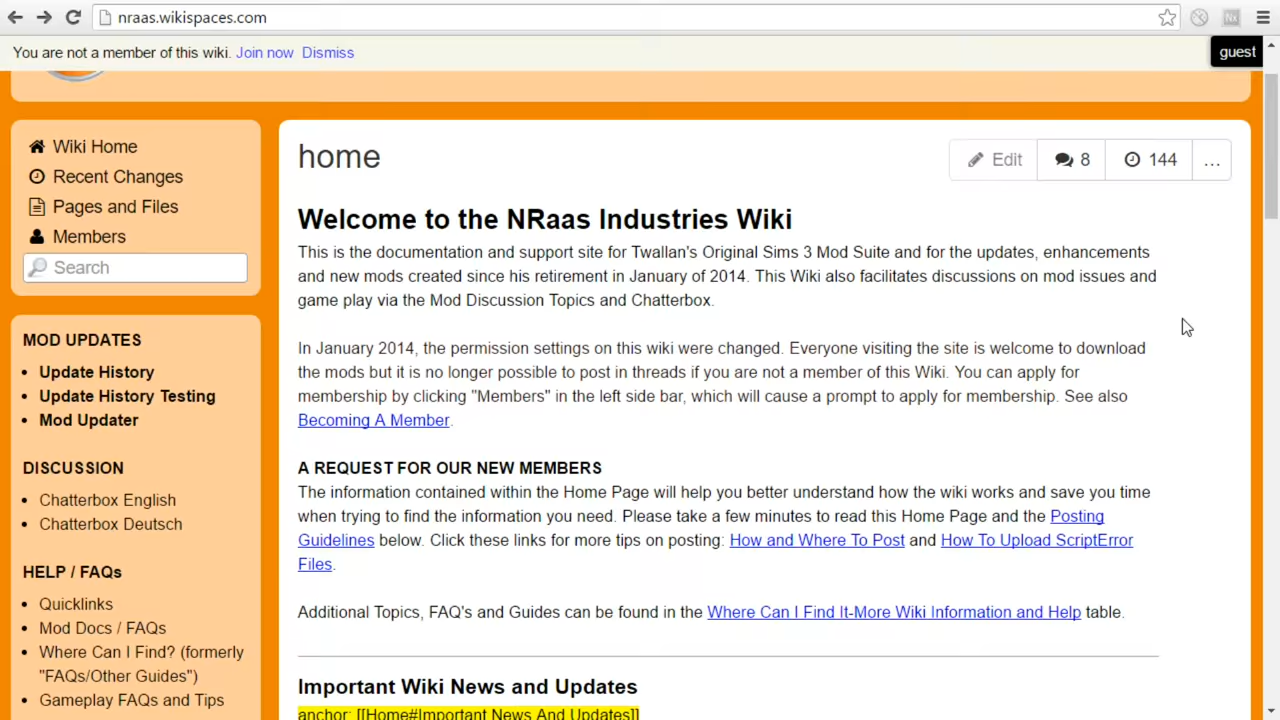 nraas.wikispaces.com
You are not a member of this wiki. Join now Dismiss
guest
Wiki Home
Recent Changes
Pages and Files
Members
Search
MOD UPDATES
Update History
Update History Testing
Mod Updater
DISCUSSION
Chatterbox English
Chatterbox Deutsch
HELP / FAQs
Quicklinks
Mod Docs / FAQs
Where Can I Find? (formerly
"FAQs/Other Guides")
Gameplay FAQs and Tips
home
Edit 8 144 ...
Welcome to the NRaas Industries Wiki
This is the documentation and support site for Twallan's Original Sims 3 Mod Suite and for the updates, enhancements
and new mods created since his retirement in January of 2014. This Wiki also facilitates discussions on mod issues and
game play via the Mod Discussion Topics and Chatterbox.
In January 2014, the permission settings on this wiki were changed. Everyone visiting the site is welcome to download
the mods but it is no longer possible to post in threads if you are not a member of this Wiki. You can apply for
membership by clicking "Members" in the left side bar, which will cause a prompt to apply for membership. See also
Becoming A Member.
A REQUEST FOR OUR NEW MEMBERS
The information contained within the Home Page will help you better understand how the wiki works and save you time
when trying to find the information you need. Please take a few minutes to read this Home Page and the Posting
Guidelines below. Click these links for more tips on posting: How and Where To Post and How To Upload ScriptError
Files.
Additional Topics, FAQ's and Guides can be found in the Where Can I Find It-More Wiki Information and Help table.
Important Wiki News and Updates
anchor: [[Home#Important News And Updates]]